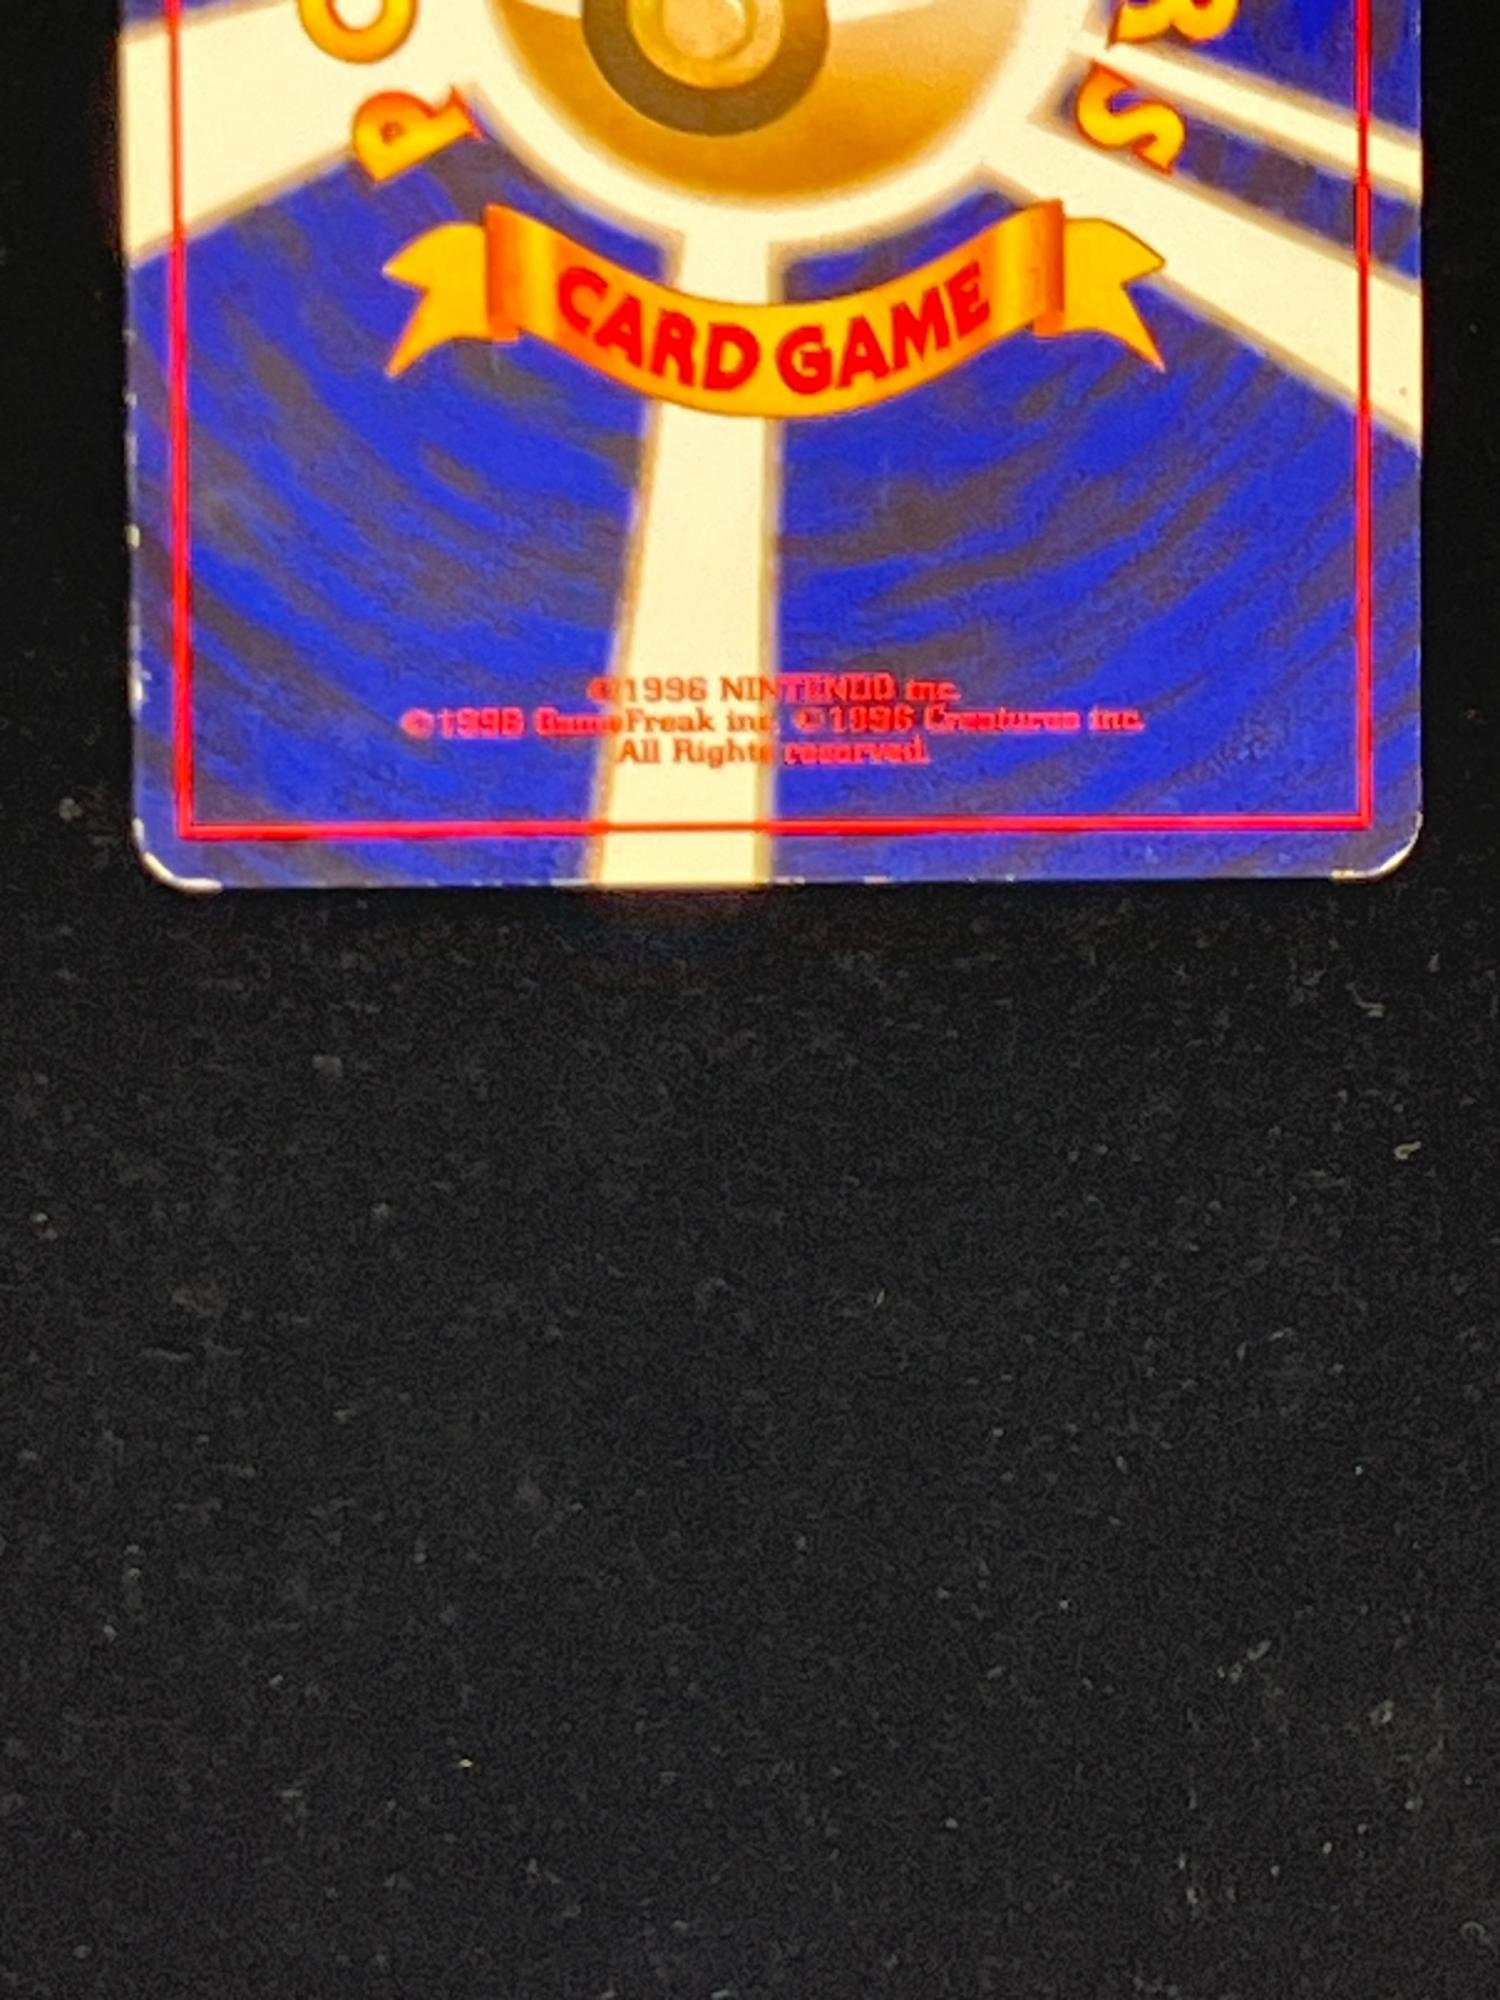 P O
R S
CARD GAME
©1996 NINTENDO inc.
©1996 GameFreak inc. ©1996 Creatures inc.
All Rights reserved.